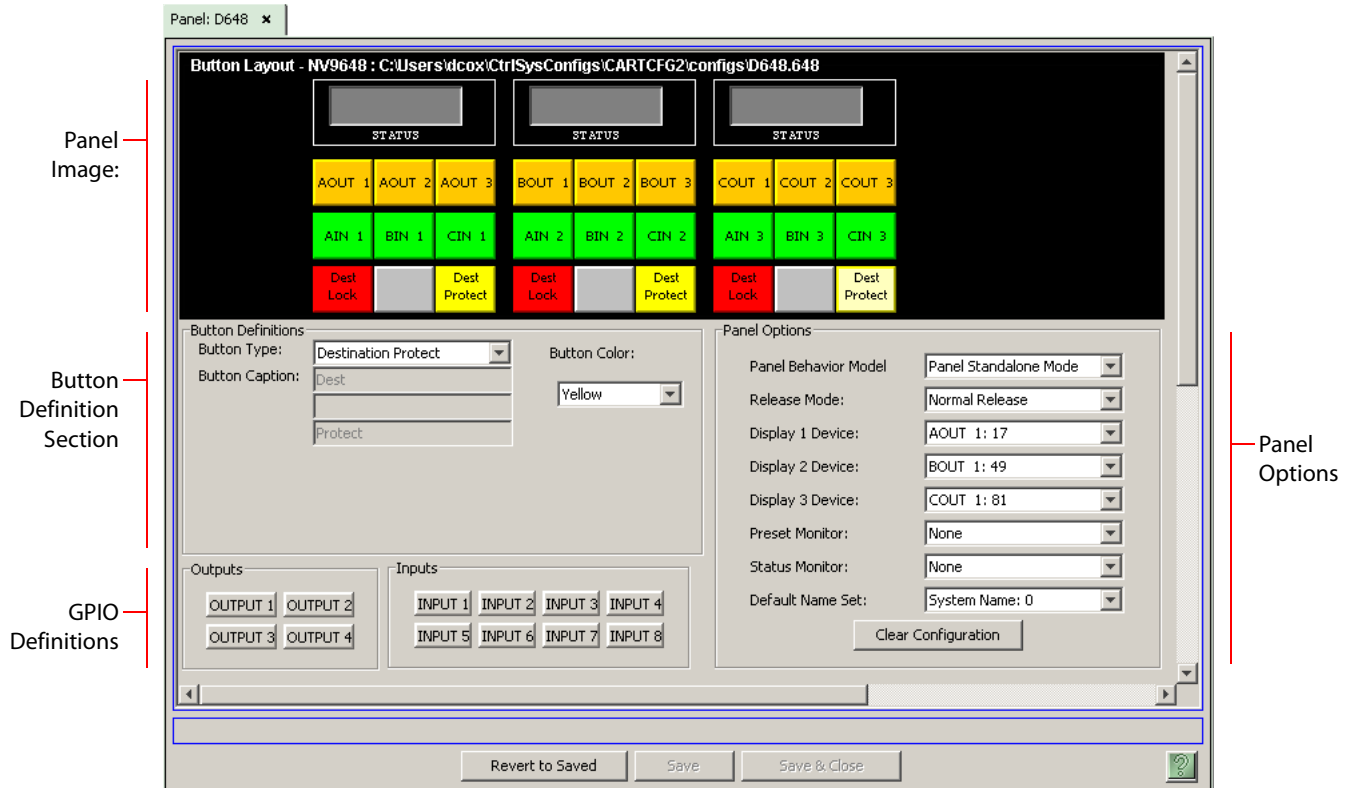 Panel: D648 ×
Button Layout - NV9648 : C:\Users\dcox\CtrlSysConfigs\CARTCFG2\configs\D648.648
Panel
Image:
STATUS STATUS STATUS
AOUT 1 AOUT 2 AOUT 3 BOUT 1 BOUT 2 BOUT 3 COUT 1 COUT 2 COUT 3
AIN 1 BIN 1 CIN 1 AIN 2 BIN 2 CIN 2 AIN 3 BIN 3 CIN 3
Dest Lock Dest Protect Dest Lock Dest Protect Dest Lock Dest Protect
Button
Definition
Section
Button Definitions
Button Type: Destination Protect
Button Caption: Dest
Protect
Button Color:
Yellow
Panel Options
Panel Behavior Model Panel Standalone Mode
Release Mode: Normal Release
Display 1 Device: AOUT 1: 17
Display 2 Device: BOUT 1: 49
Display 3 Device: COUT 1: 81
Preset Monitor: None
Status Monitor: None
Default Name Set: System Name: 0
Clear Configuration
Panel
Options
GPIO
Definitions
Outputs
OUTPUT 1 OUTPUT 2
OUTPUT 3 OUTPUT 4
Inputs
INPUT 1 INPUT 2 INPUT 3 INPUT 4
INPUT 5 INPUT 6 INPUT 7 INPUT 8
Revert to Saved Save Save & Close ?